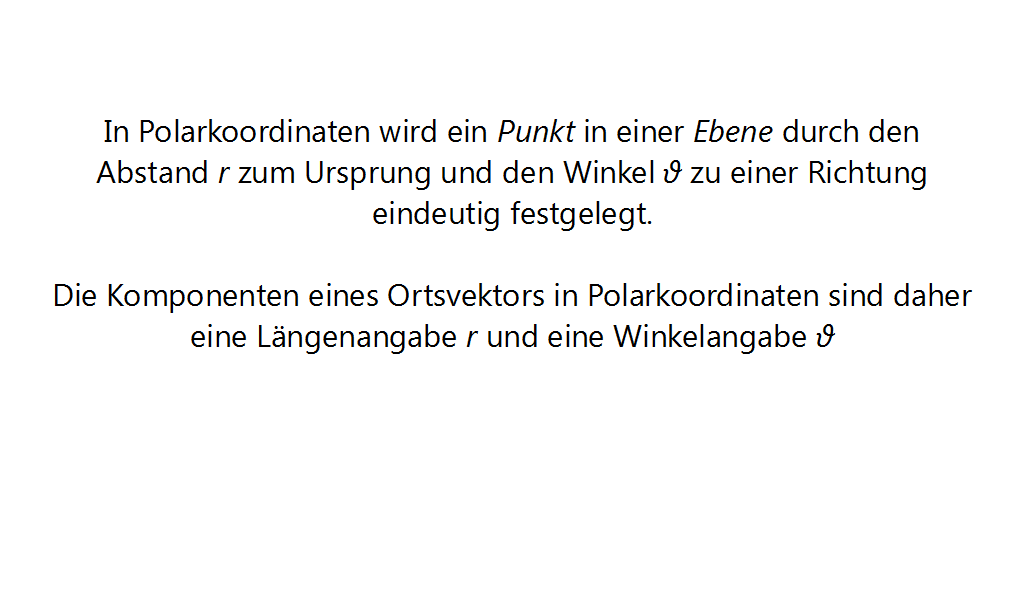 In Polarkoordinaten wird ein Punkt in einer Ebene durch den
Abstand r zum Ursprung und den Winkel ϑ zu einer Richtung
eindeutig festgelegt.
Die Komponenten eines Ortsvektors in Polarkoordinaten sind daher
eine Längenangabe r und eine Winkelangabe ϑ